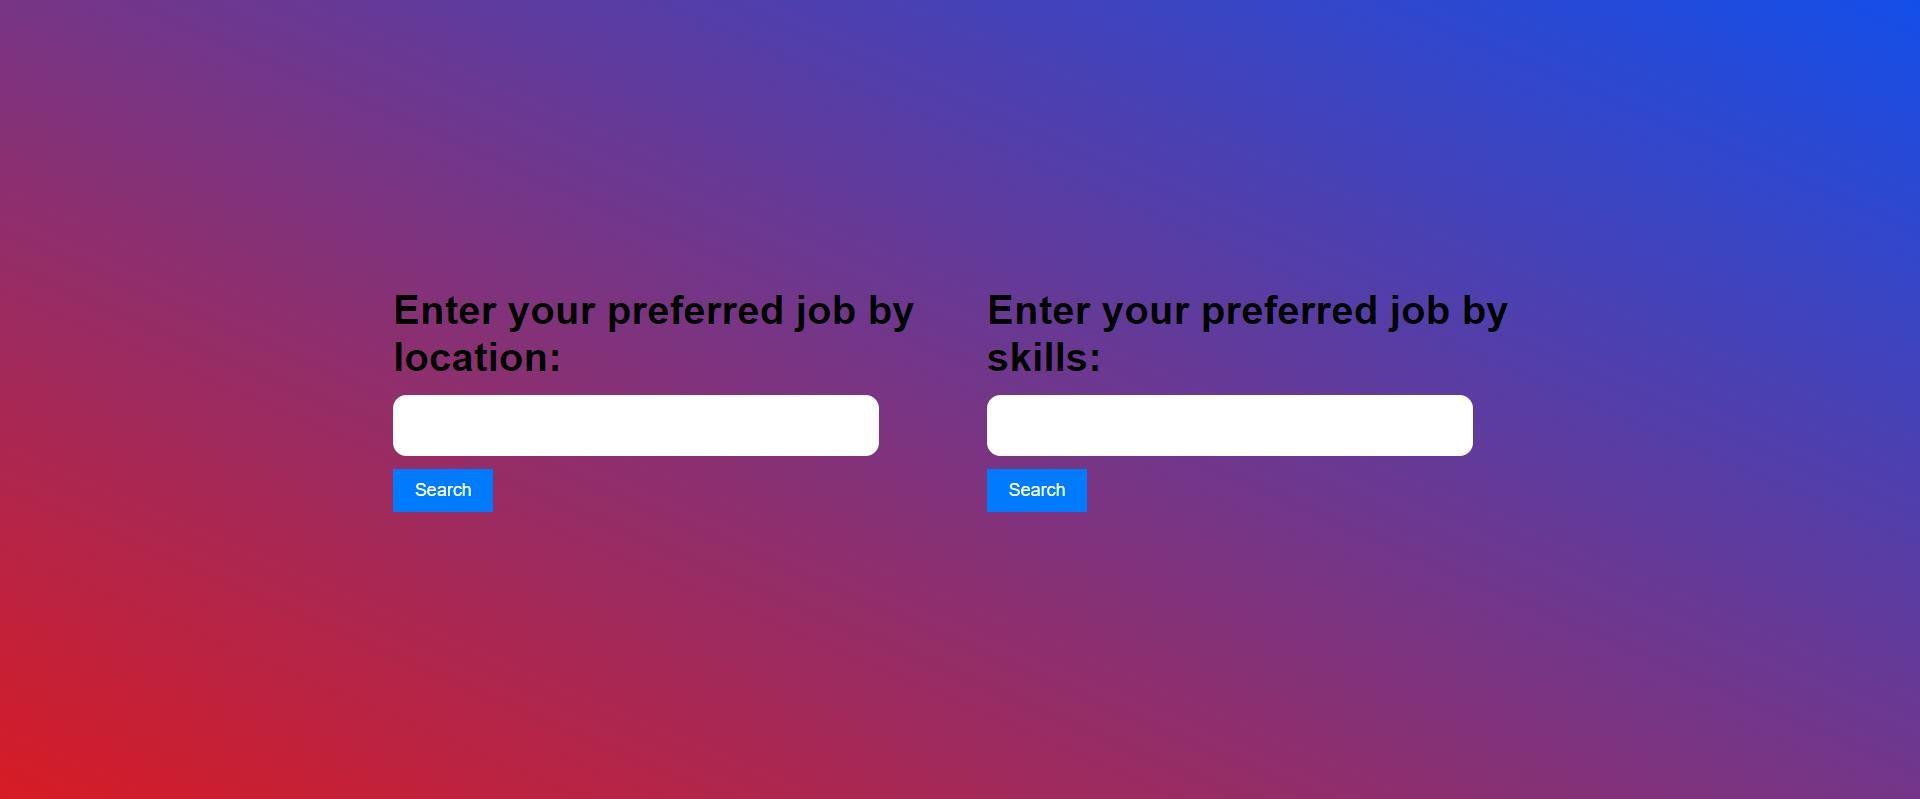 Enter your preferred job by
location:
Search
Enter your preferred job by
skills:
Search